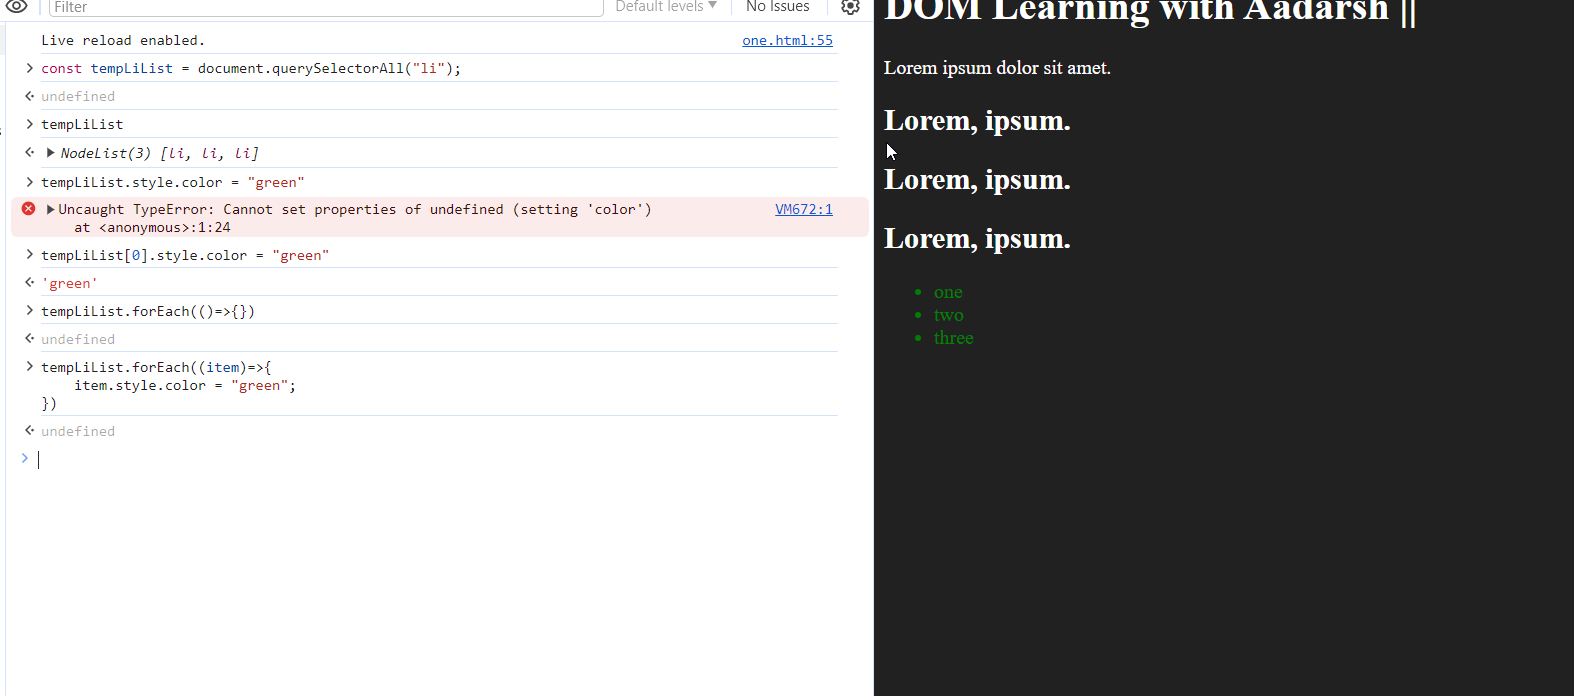 Filter
Default levels ▼
No Issues
Live reload enabled.
one.html:55
const tempLiList = document.querySelectorAll("li");
undefined
tempLiList
NodeList(3) [li, li, li]
tempLiList.style.color = "green"
Uncaught TypeError: Cannot set properties of undefined (setting 'color')
VM672:1
at <anonymous>:1:24
tempLiList[0].style.color = "green"
'green'
tempLiList.forEach(()=>{})
undefined
tempLiList.forEach((item)=>{
item.style.color = "green";
})
undefined
DOM Learning with Aadarsh ||
Lorem ipsum dolor sit amet.
Lorem, ipsum.
Lorem, ipsum.
Lorem, ipsum.
one
two
three